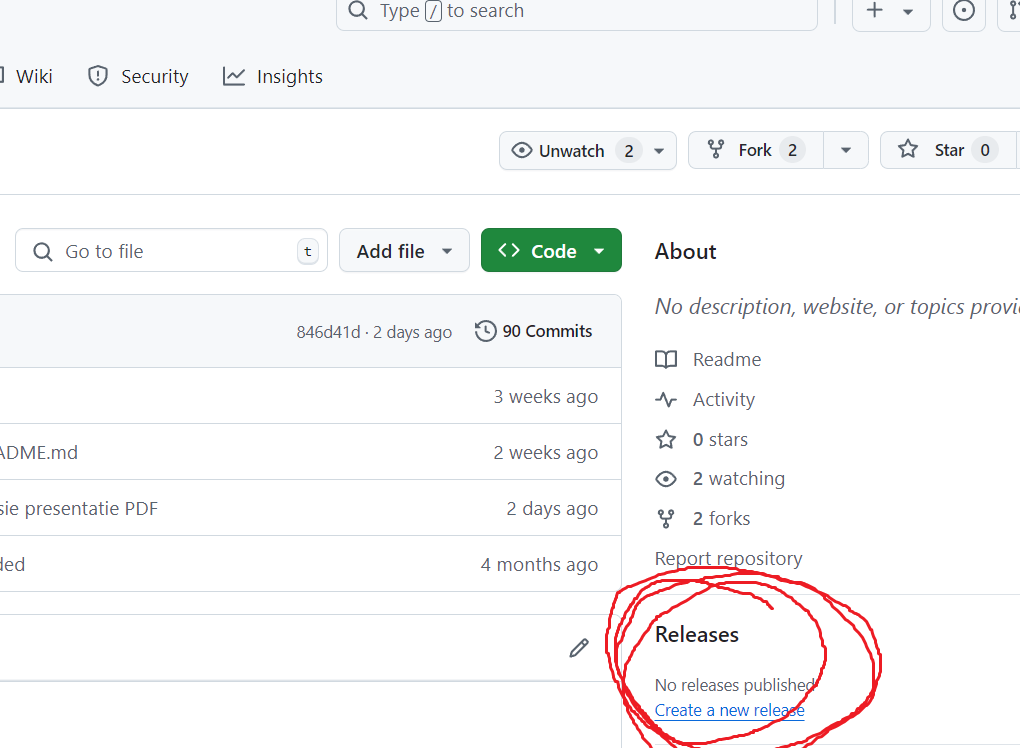 Type / to search
Wiki
Security
Insights
Unwatch 2
Fork 2
Star 0
Go to file t
Add file
Code
846d41d · 2 days ago
90 Commits
3 weeks ago
ADME.md
2 weeks ago
sie presentatie PDF
2 days ago
ded
4 months ago
About
No description, website, or topics provi
Readme
Activity
0 stars
2 watching
2 forks
Report repository
Releases
No releases published
Create a new release